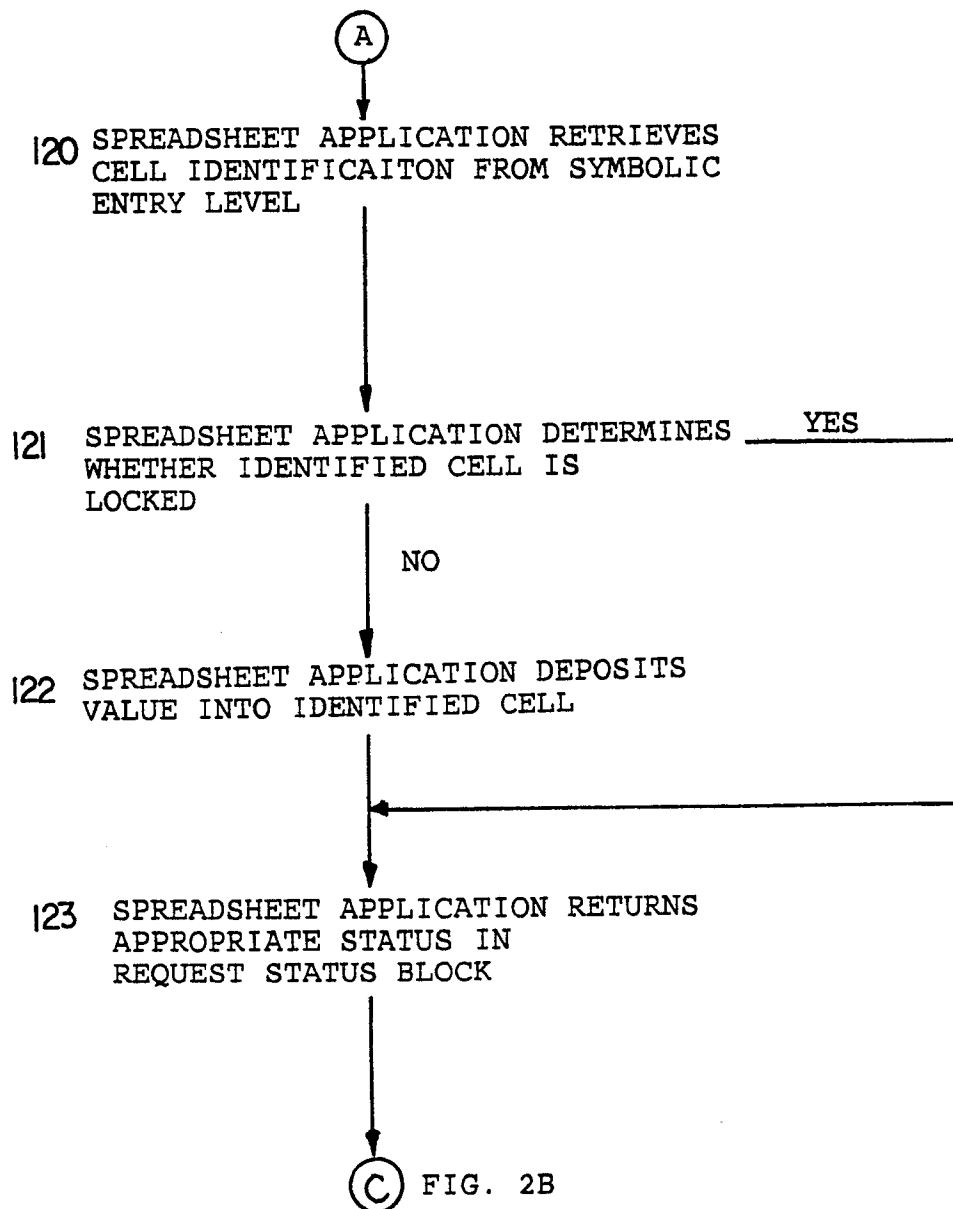 A
120 SPREADSHEET APPLICATION RETRIEVES
CELL IDENTIFICAITON FROM SYMBOLIC
ENTRY LEVEL
121 SPREADSHEET APPLICATION DETERMINES YES
WHETHER IDENTIFIED CELL IS
LOCKED
NO
122 SPREADSHEET APPLICATION DEPOSITS
VALUE INTO IDENTIFIED CELL
123 SPREADSHEET APPLICATION RETURNS
APPROPRIATE STATUS IN
REQUEST STATUS BLOCK
C FIG. 2B